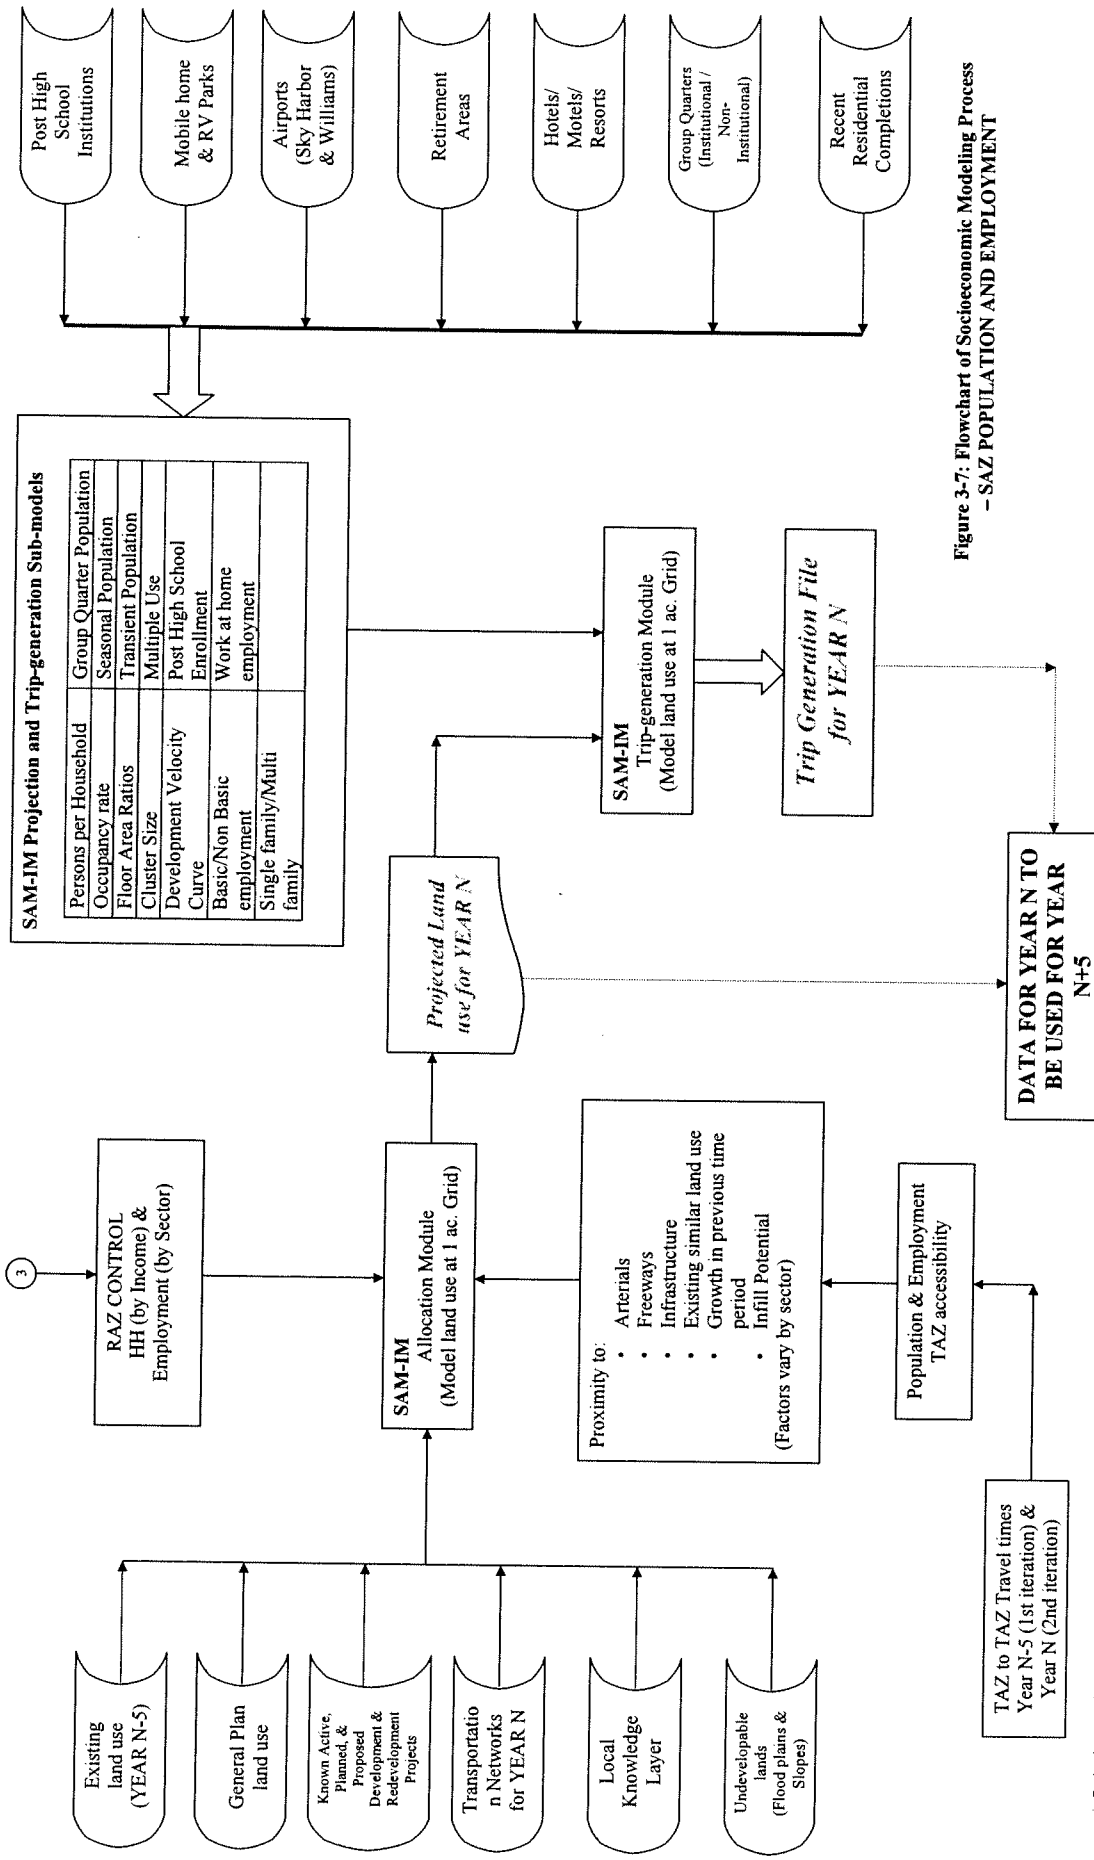 3
RAZ CONTROL
HH (by Income) &
Employment (by Sector)
Existing
land use
(YEAR N-5)
General Plan
land use
Known Active,
Planned, &
Proposed
Development &
Redevelopment
Projects
Transportatio
n Networks
for YEAR N
Local
Knowledge
Layer
Undevelopable
lands
(Flood plains &
Slopes)
SAM-IM
Allocation Module
(Model land use at 1 ac. Grid)
Proximity to:
• Arterials
• Freeways
• Infrastructure
• Existing similar land use
• Growth in previous time
period
• Infill Potential
(Factors vary by sector)
Population & Employment
TAZ accessibility
TAZ to TAZ Travel times
Year N-5 (1st iteration) &
Year N (2nd iteration)
Projected Land
use for YEAR N
SAM-IM Projection and Trip-generation Sub-models
Persons per Household Group Quarter Population
Occupancy rate Seasonal Population
Floor Area Ratios Transient Population
Cluster Size Multiple Use
Development Velocity Post High School
Curve Enrollment
Basic/Non Basic Work at home
employment employment
Single family/Multi
family
SAM-IM
Trip-generation Module
(Model land use at 1 ac. Grid)
Trip Generation File
for YEAR N
DATA FOR YEAR N TO
BE USED FOR YEAR
N+5
Post High
School
Institutions
Mobile home
& RV Parks
Airports
(Sky Harbor
& Williams)
Retirement
Areas
Hotels/
Motels/
Resorts
Group Quarters
(Institutional /
Non-
Institutional)
Recent
Residential
Completions
Figure 3-7: Flowchart of Socioeconomic Modeling Process
– SAZ POPULATION AND EMPLOYMENT